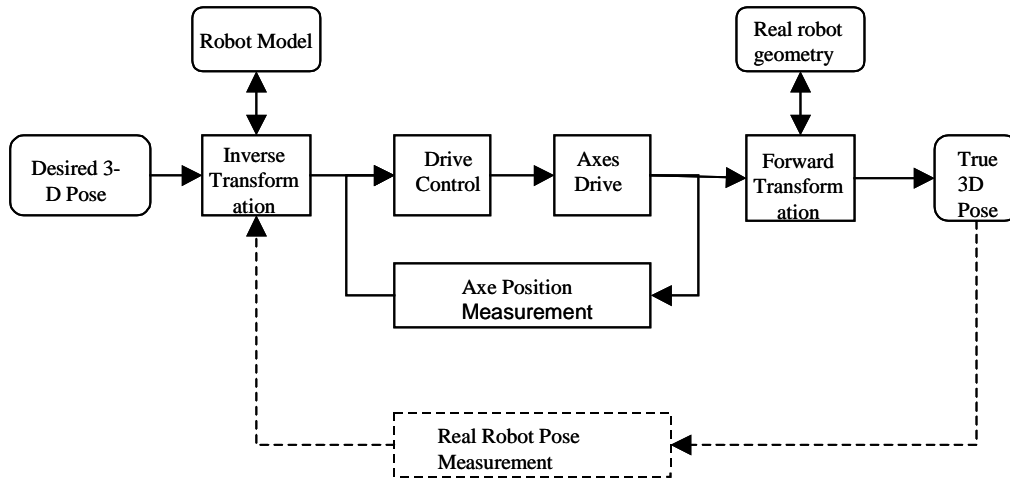 Robot Model
Real robot
geometry
Desired 3-
D Pose
Inverse
Transform
ation
Drive
Control
Axes
Drive
Forward
Transform
ation
True
3D
Pose
Axe Position
Measurement
Real Robot Pose
Measurement